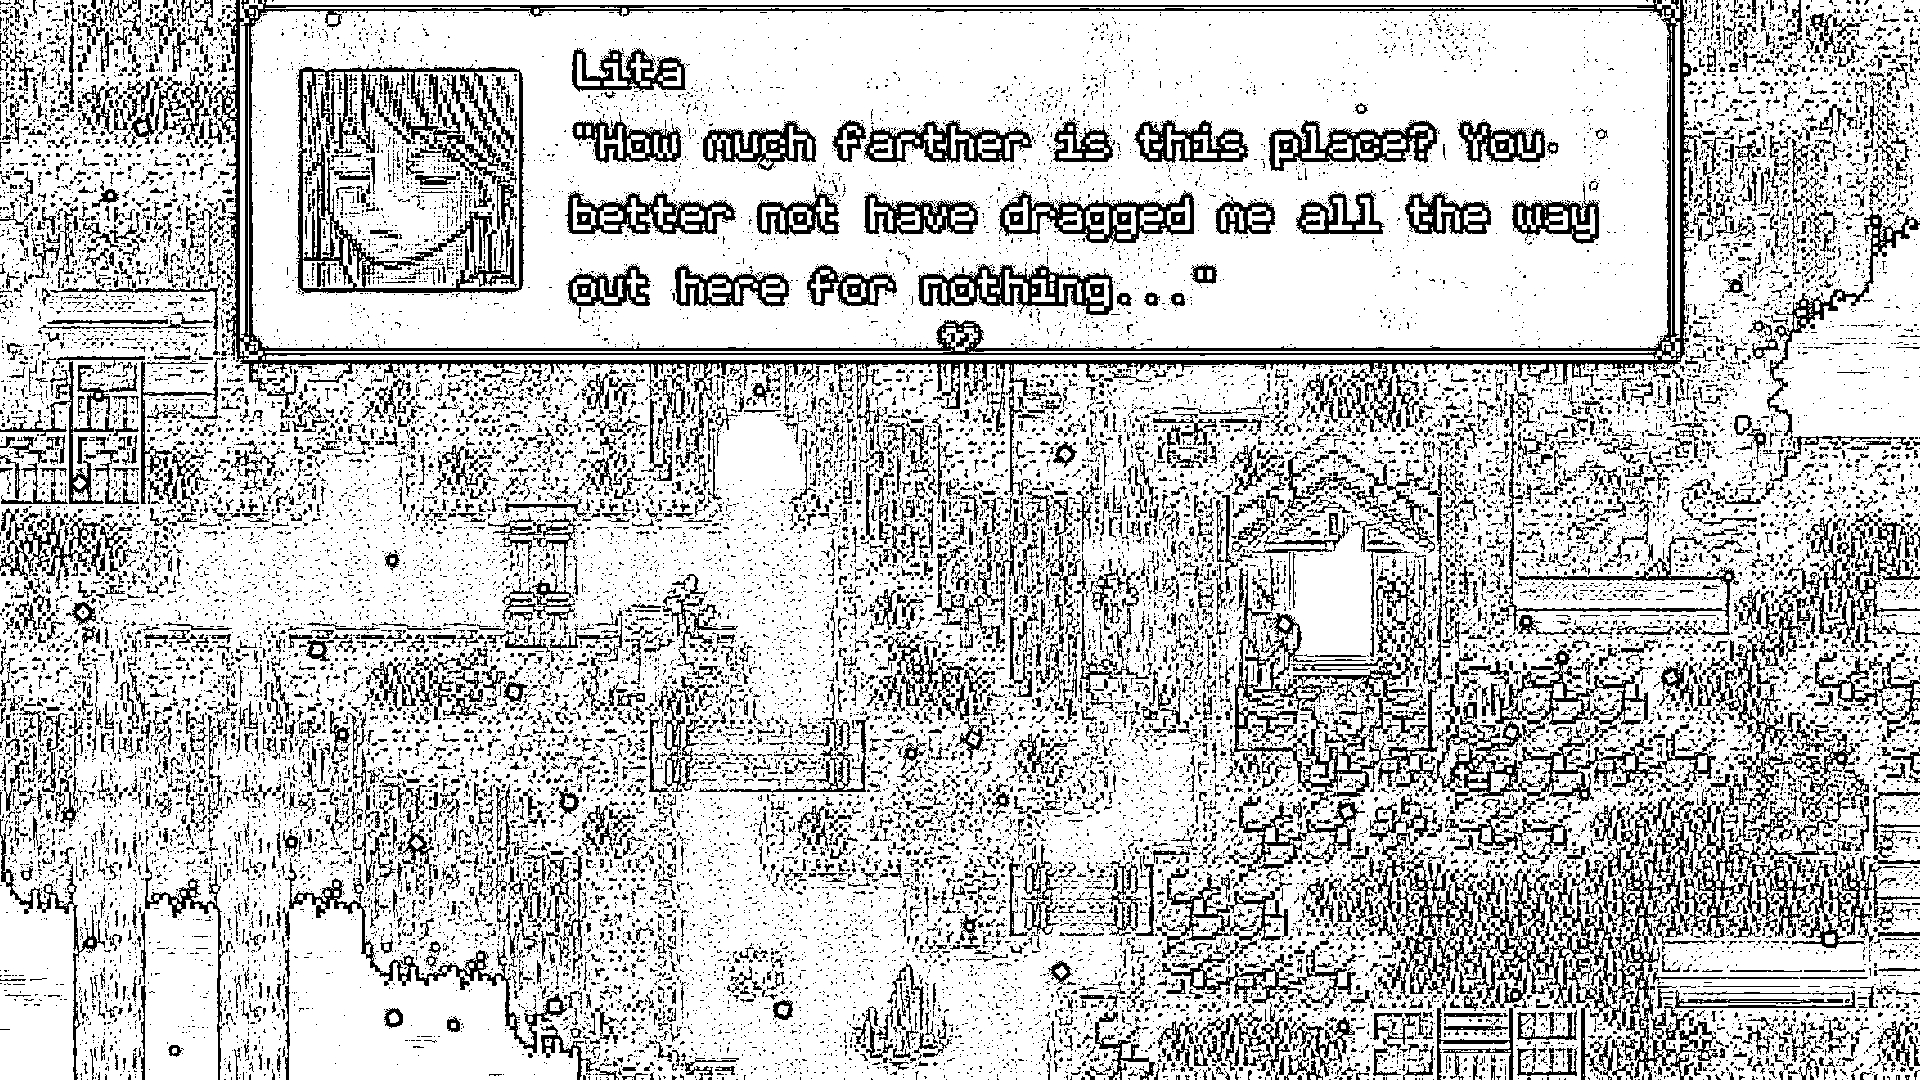 Lita
"How much farther is this place? You
better not have dragged me all the way
out here for nothing..."